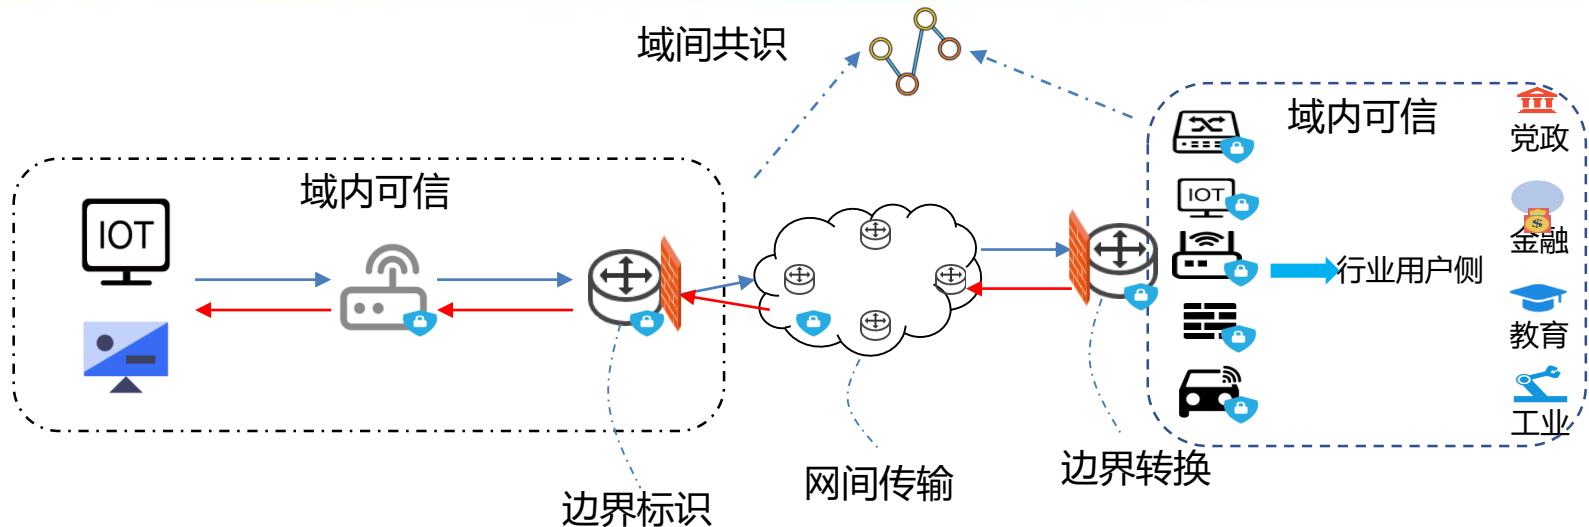 域间共识
域内可信
党政
域内可信
IOT
IOT
金融
行业用户侧
教育
工业
边界转换
网间传输
边界标识